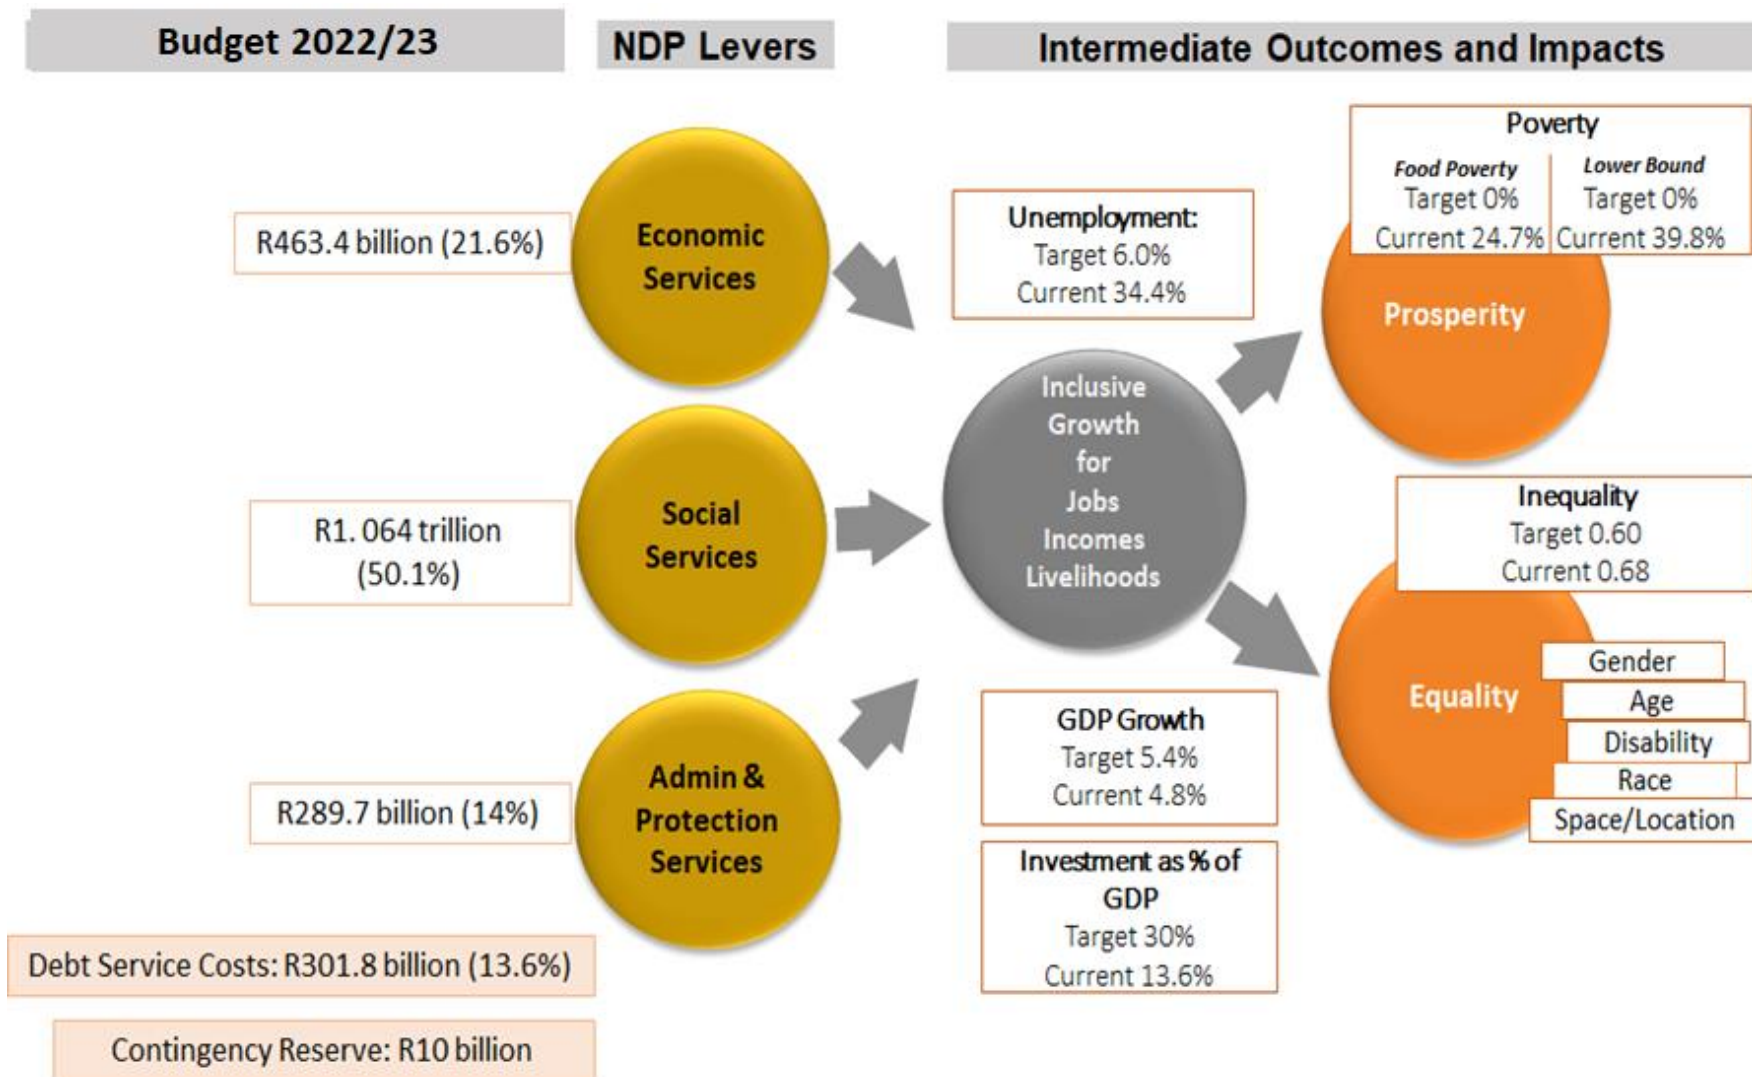 Budget 2022/23
NDP Levers
Intermediate Outcomes and Impacts
R463.4 billion (21.6%)
R1. 064 trillion
(50.1%)
R289.7 billion (14%)
Debt Service Costs: R301.8 billion (13.6%)
Contingency Reserve: R10 billion
Economic
Services
Social
Services
Admin &
Protection
Services
Unemployment:
Target 6.0%
Current 34.4%
Inclusive
Growth
for
Jobs
Incomes
Livelihoods
GDP Growth
Target 5.4%
Current 4.8%
Investment as % of
GDP
Target 30%
Current 13.6%
Poverty
Food Poverty
Target 0%
Current 24.7%
Lower Bound
Target 0%
Current 39.8%
Prosperity
Inequality
Target 0.60
Current 0.68
Equality
Gender
Age
Disability
Race
Space/Location